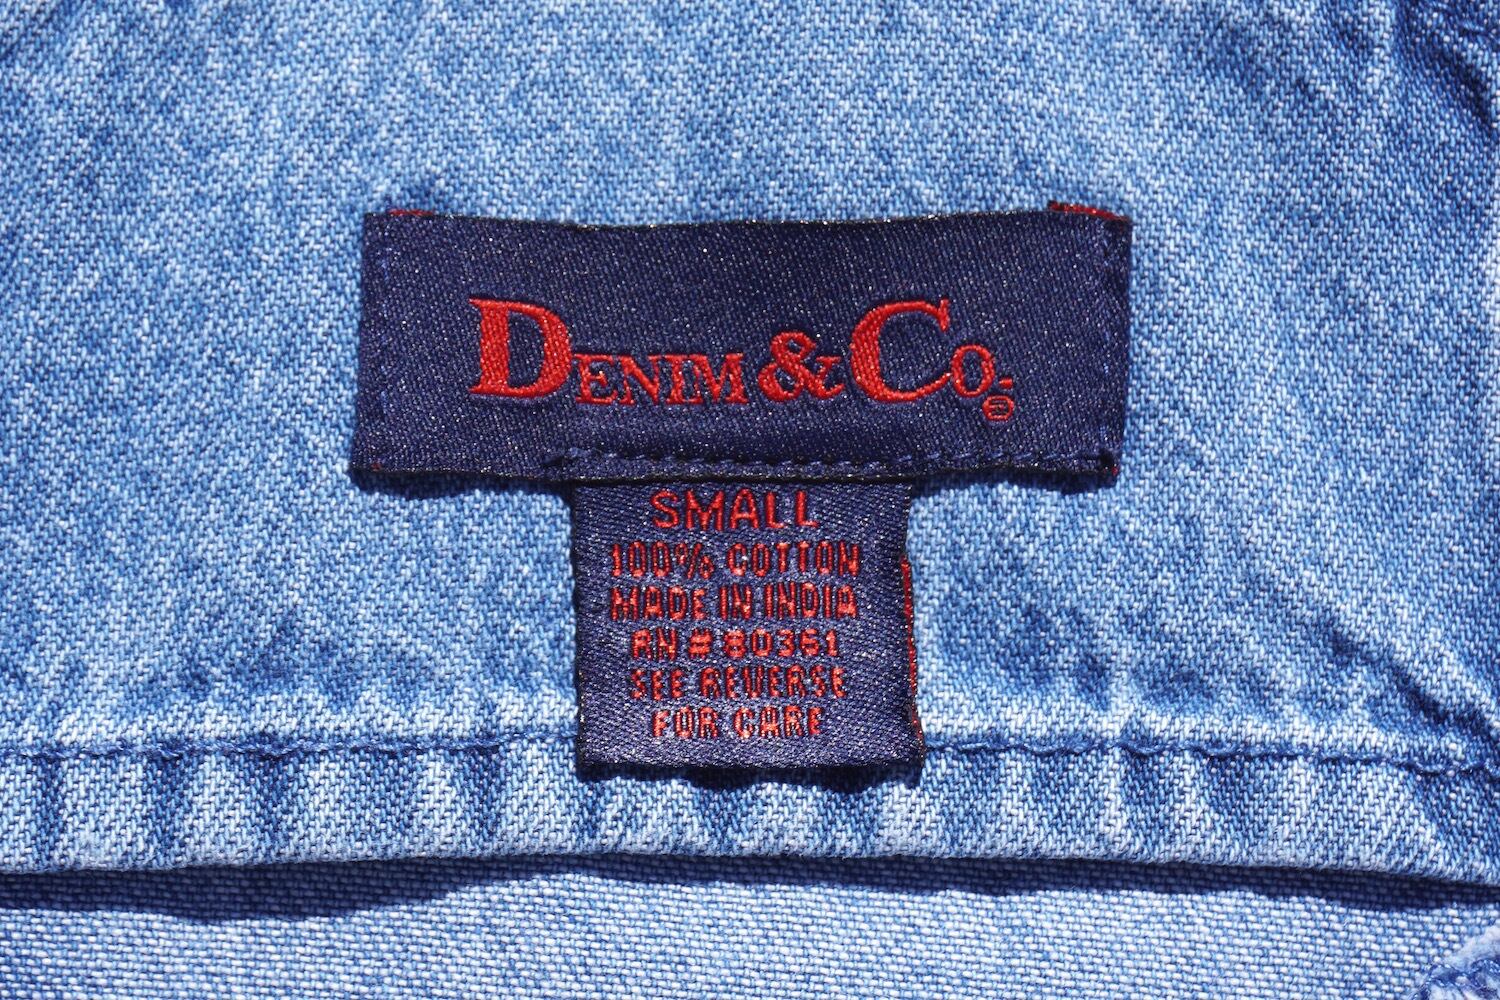 DENIM & CO.®
SMALL
100% COTTON
MADE IN INDIA
RN # 80361
SEE REVERSE
FOR CARE